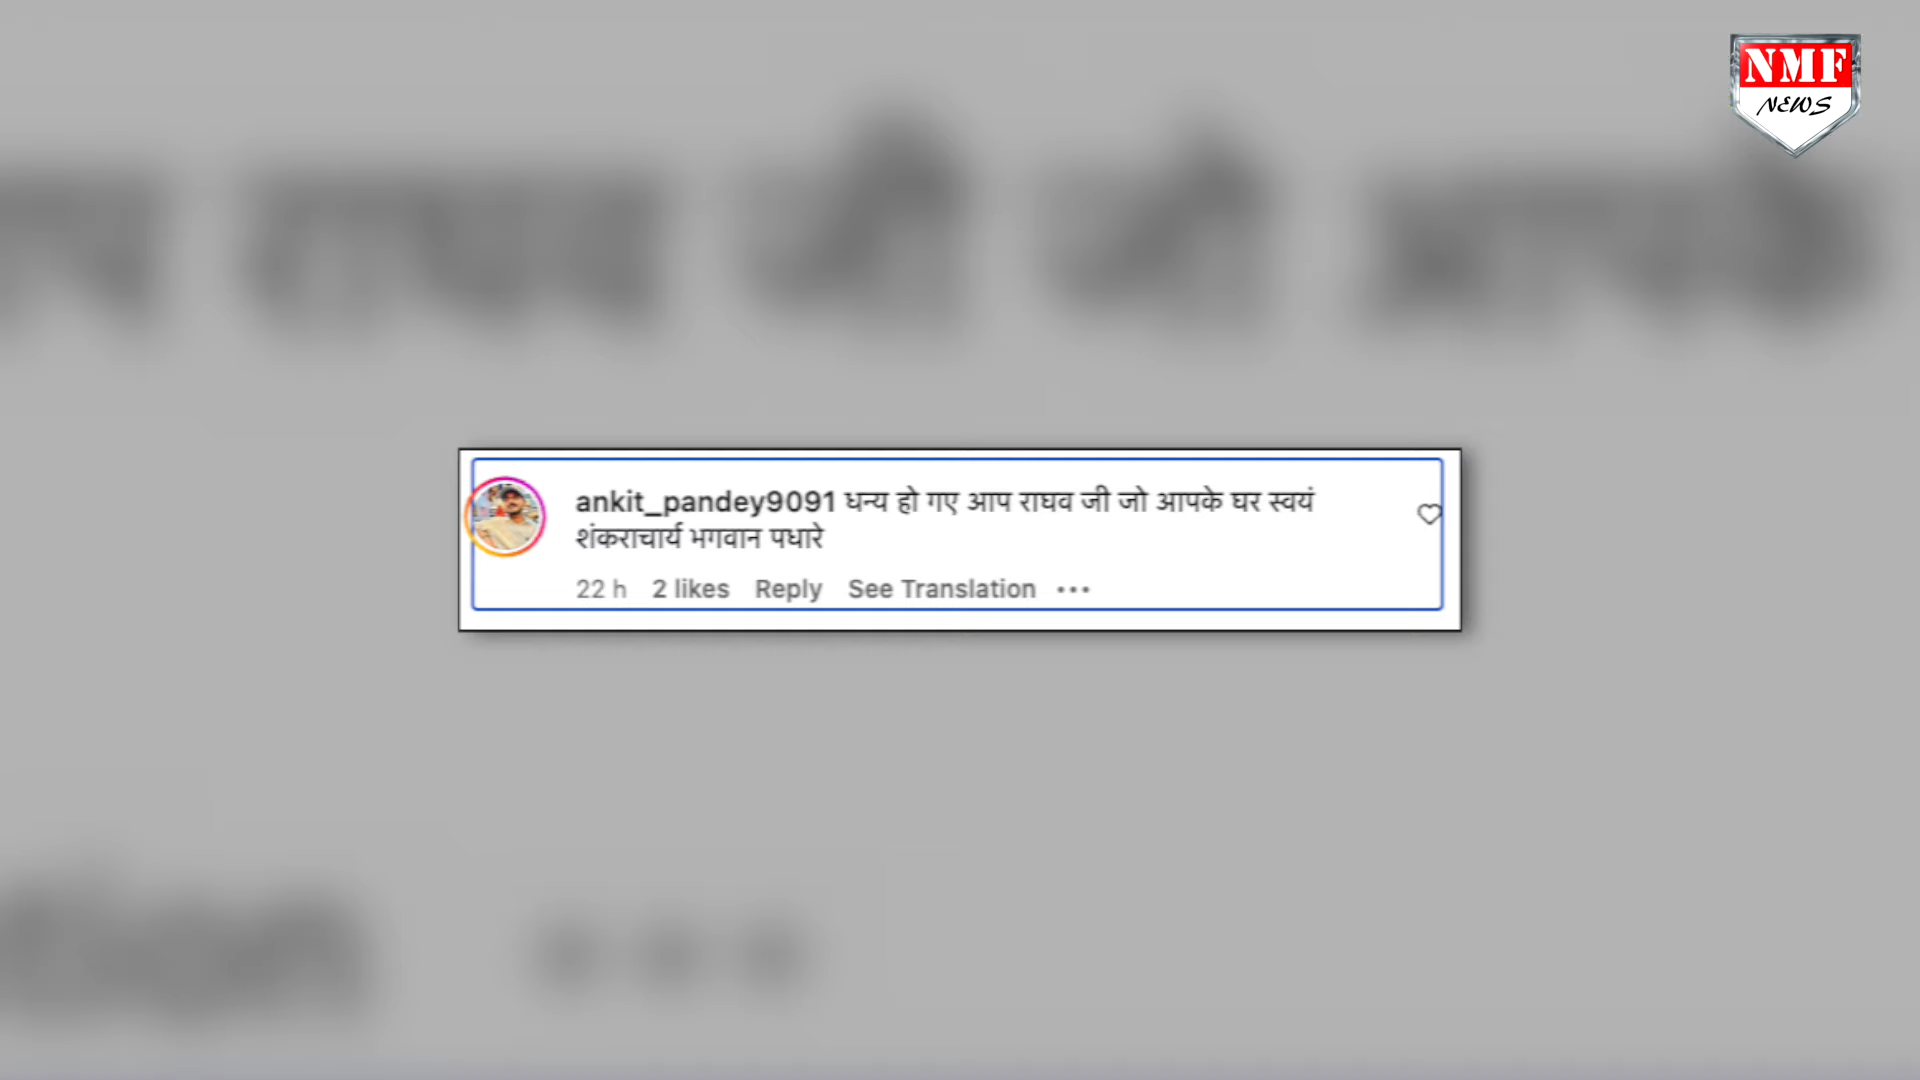 NMF
NEWS
ankit_pandey9091 धन्य हो गए आप राघव जी जो आपके घर स्वयं
शंकराचार्य भगवान पधारे
22 h 2 likes Reply See Translation •••